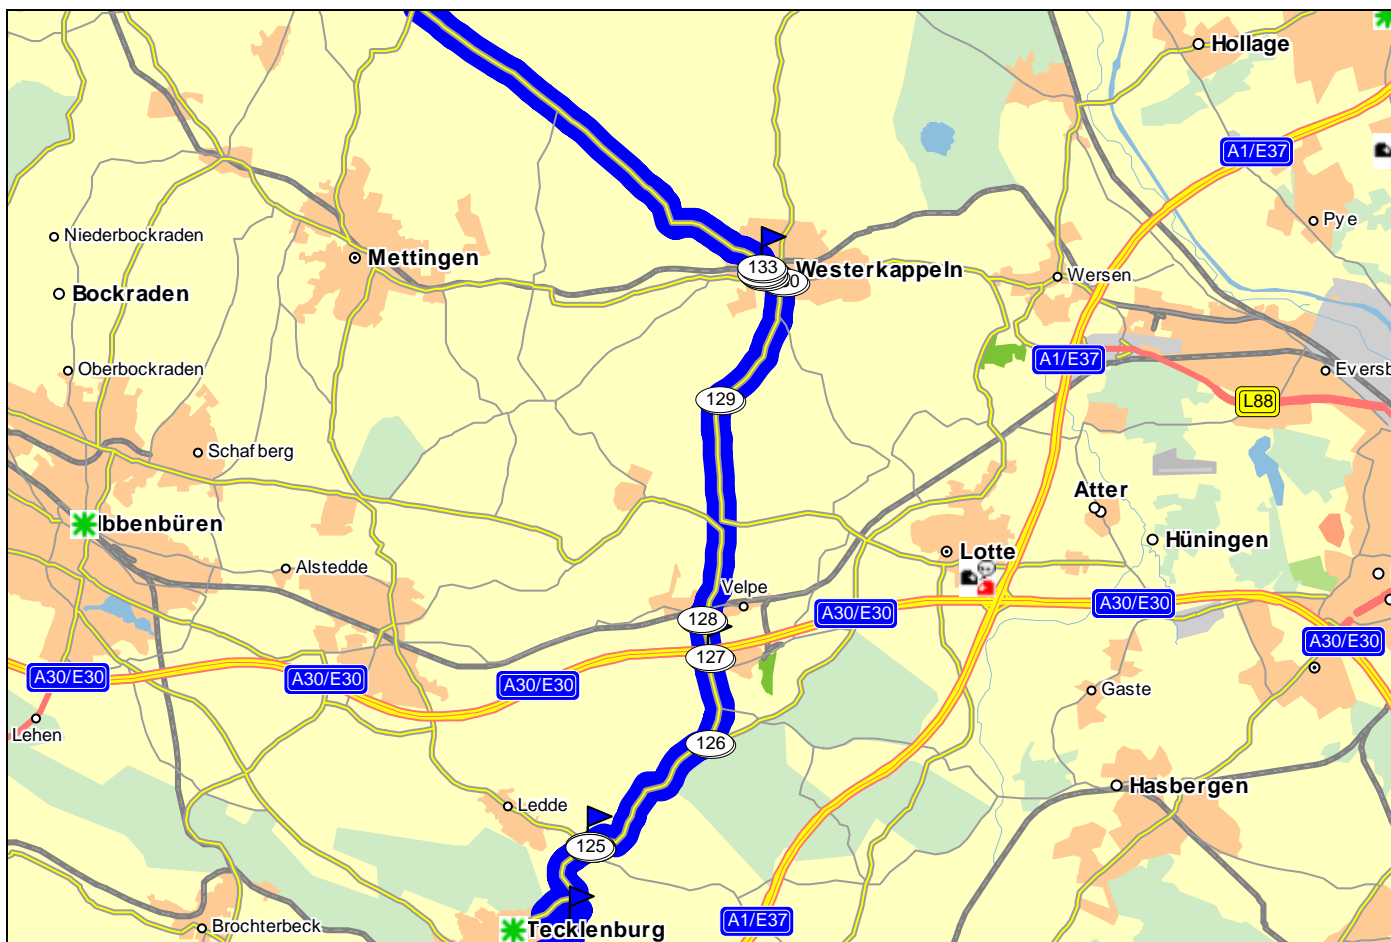 Hollage
A1/E37
Pye
Niederbockraden
Mettingen
Westerkappeln
133
Wersen
Bockraden
A1/E37
Oberbockraden
Eversb
129
L88
Schafberg
Atter
Ibbenbüren
Hüningen
Lotte
Alstedde
Velpe
A30/E30
A30/E30
128
A30/E30
127
A30/E30
A30/E30
A30/E30
Gaste
Lehen
126
Hasbergen
Ledde
125
A1/E37
Brochterbeck
Tecklenburg